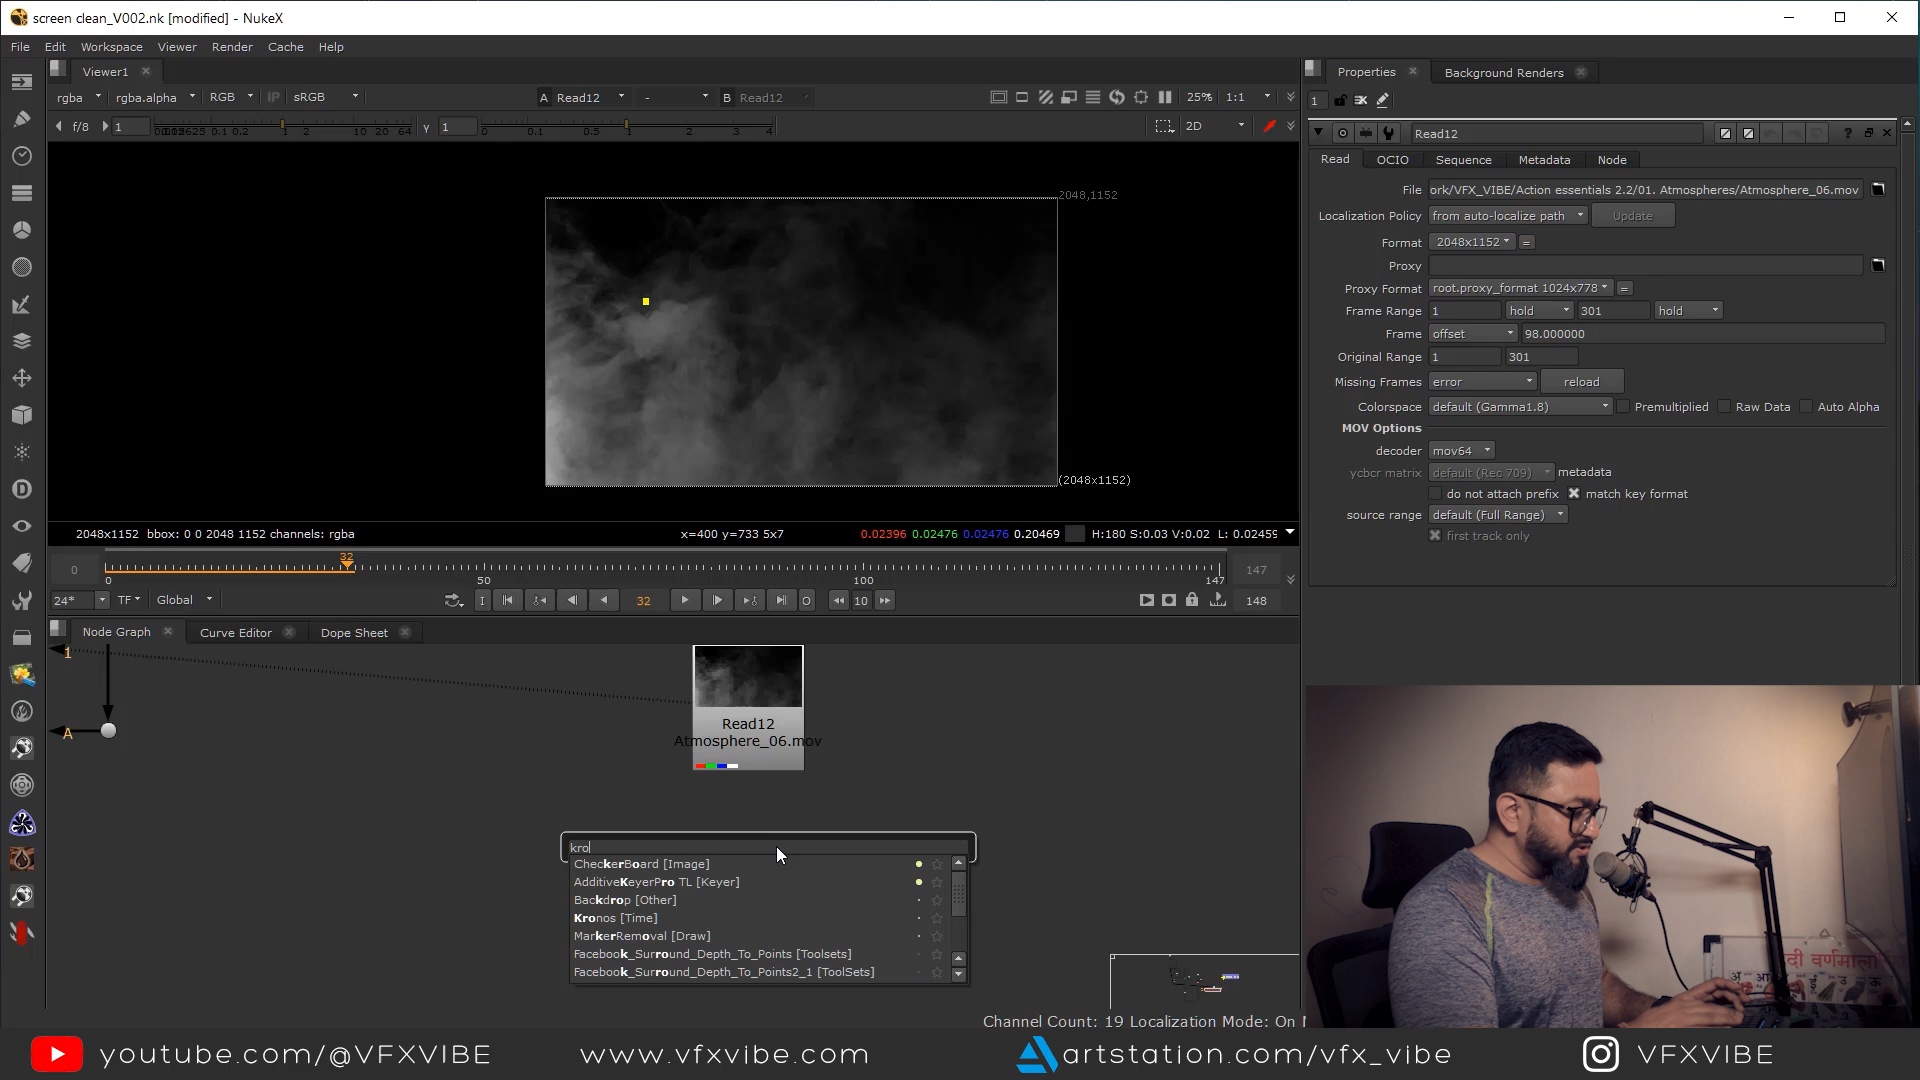 screen clean_V002.nk [modified] - NukeX
File Edit Workspace Viewer Render Cache Help
Viewer1
rgba rgba.alpha RGB IP sRGB A Read12 - B Read12 25% 1:1
f/8 1 Y 1 2D
2048,1152
(2048x1152)
2048x1152 bbox: 0 0 2048 1152 channels: rgba x=400 y=733 5x7 0.02396 0.02476 0.02476 0.20469 H:180 S:0.03 V:0.02 L: 0.02459
0 32 147
0 50 100 147
24* TF Global I 32 O 10 148
Node Graph Curve Editor Dope Sheet
1
A
Read12
Atmosphere_06.mov
kro
CheckerBoard [Image]
AdditiveKeyerPro TL [Keyer]
Backdrop [Other]
Kronos [Time]
MarkerRemoval [Draw]
Facebook_Surround_Depth_To_Points [Toolsets]
Facebook_Surround_Depth_To_Points2_1 [ToolSets]
Channel Count: 19 Localization Mode: On
Properties Background Renders
1
Read12
Read OCIO Sequence Metadata Node
File ork/VFX_VIBE/Action essentials 2.2/01. Atmospheres/Atmosphere_06.mov
Localization Policy from auto-localize path Update
Format 2048x1152 =
Proxy
Proxy Format root.proxy_format 1024x778 =
Frame Range 1 hold 301 hold
Frame offset 98.000000
Original Range 1 301
Missing Frames error reload
Colorspace default (Gamma1.8) Premultiplied Raw Data Auto Alpha
MOV Options
decoder mov64
ycbcr matrix default (Rec 709) metadata
do not attach prefix match key format
source range default (Full Range)
first track only
youtube.com/@VFXVIBE www.vfxvibe.com artstation.com/vfx_vibe VFXVIBE